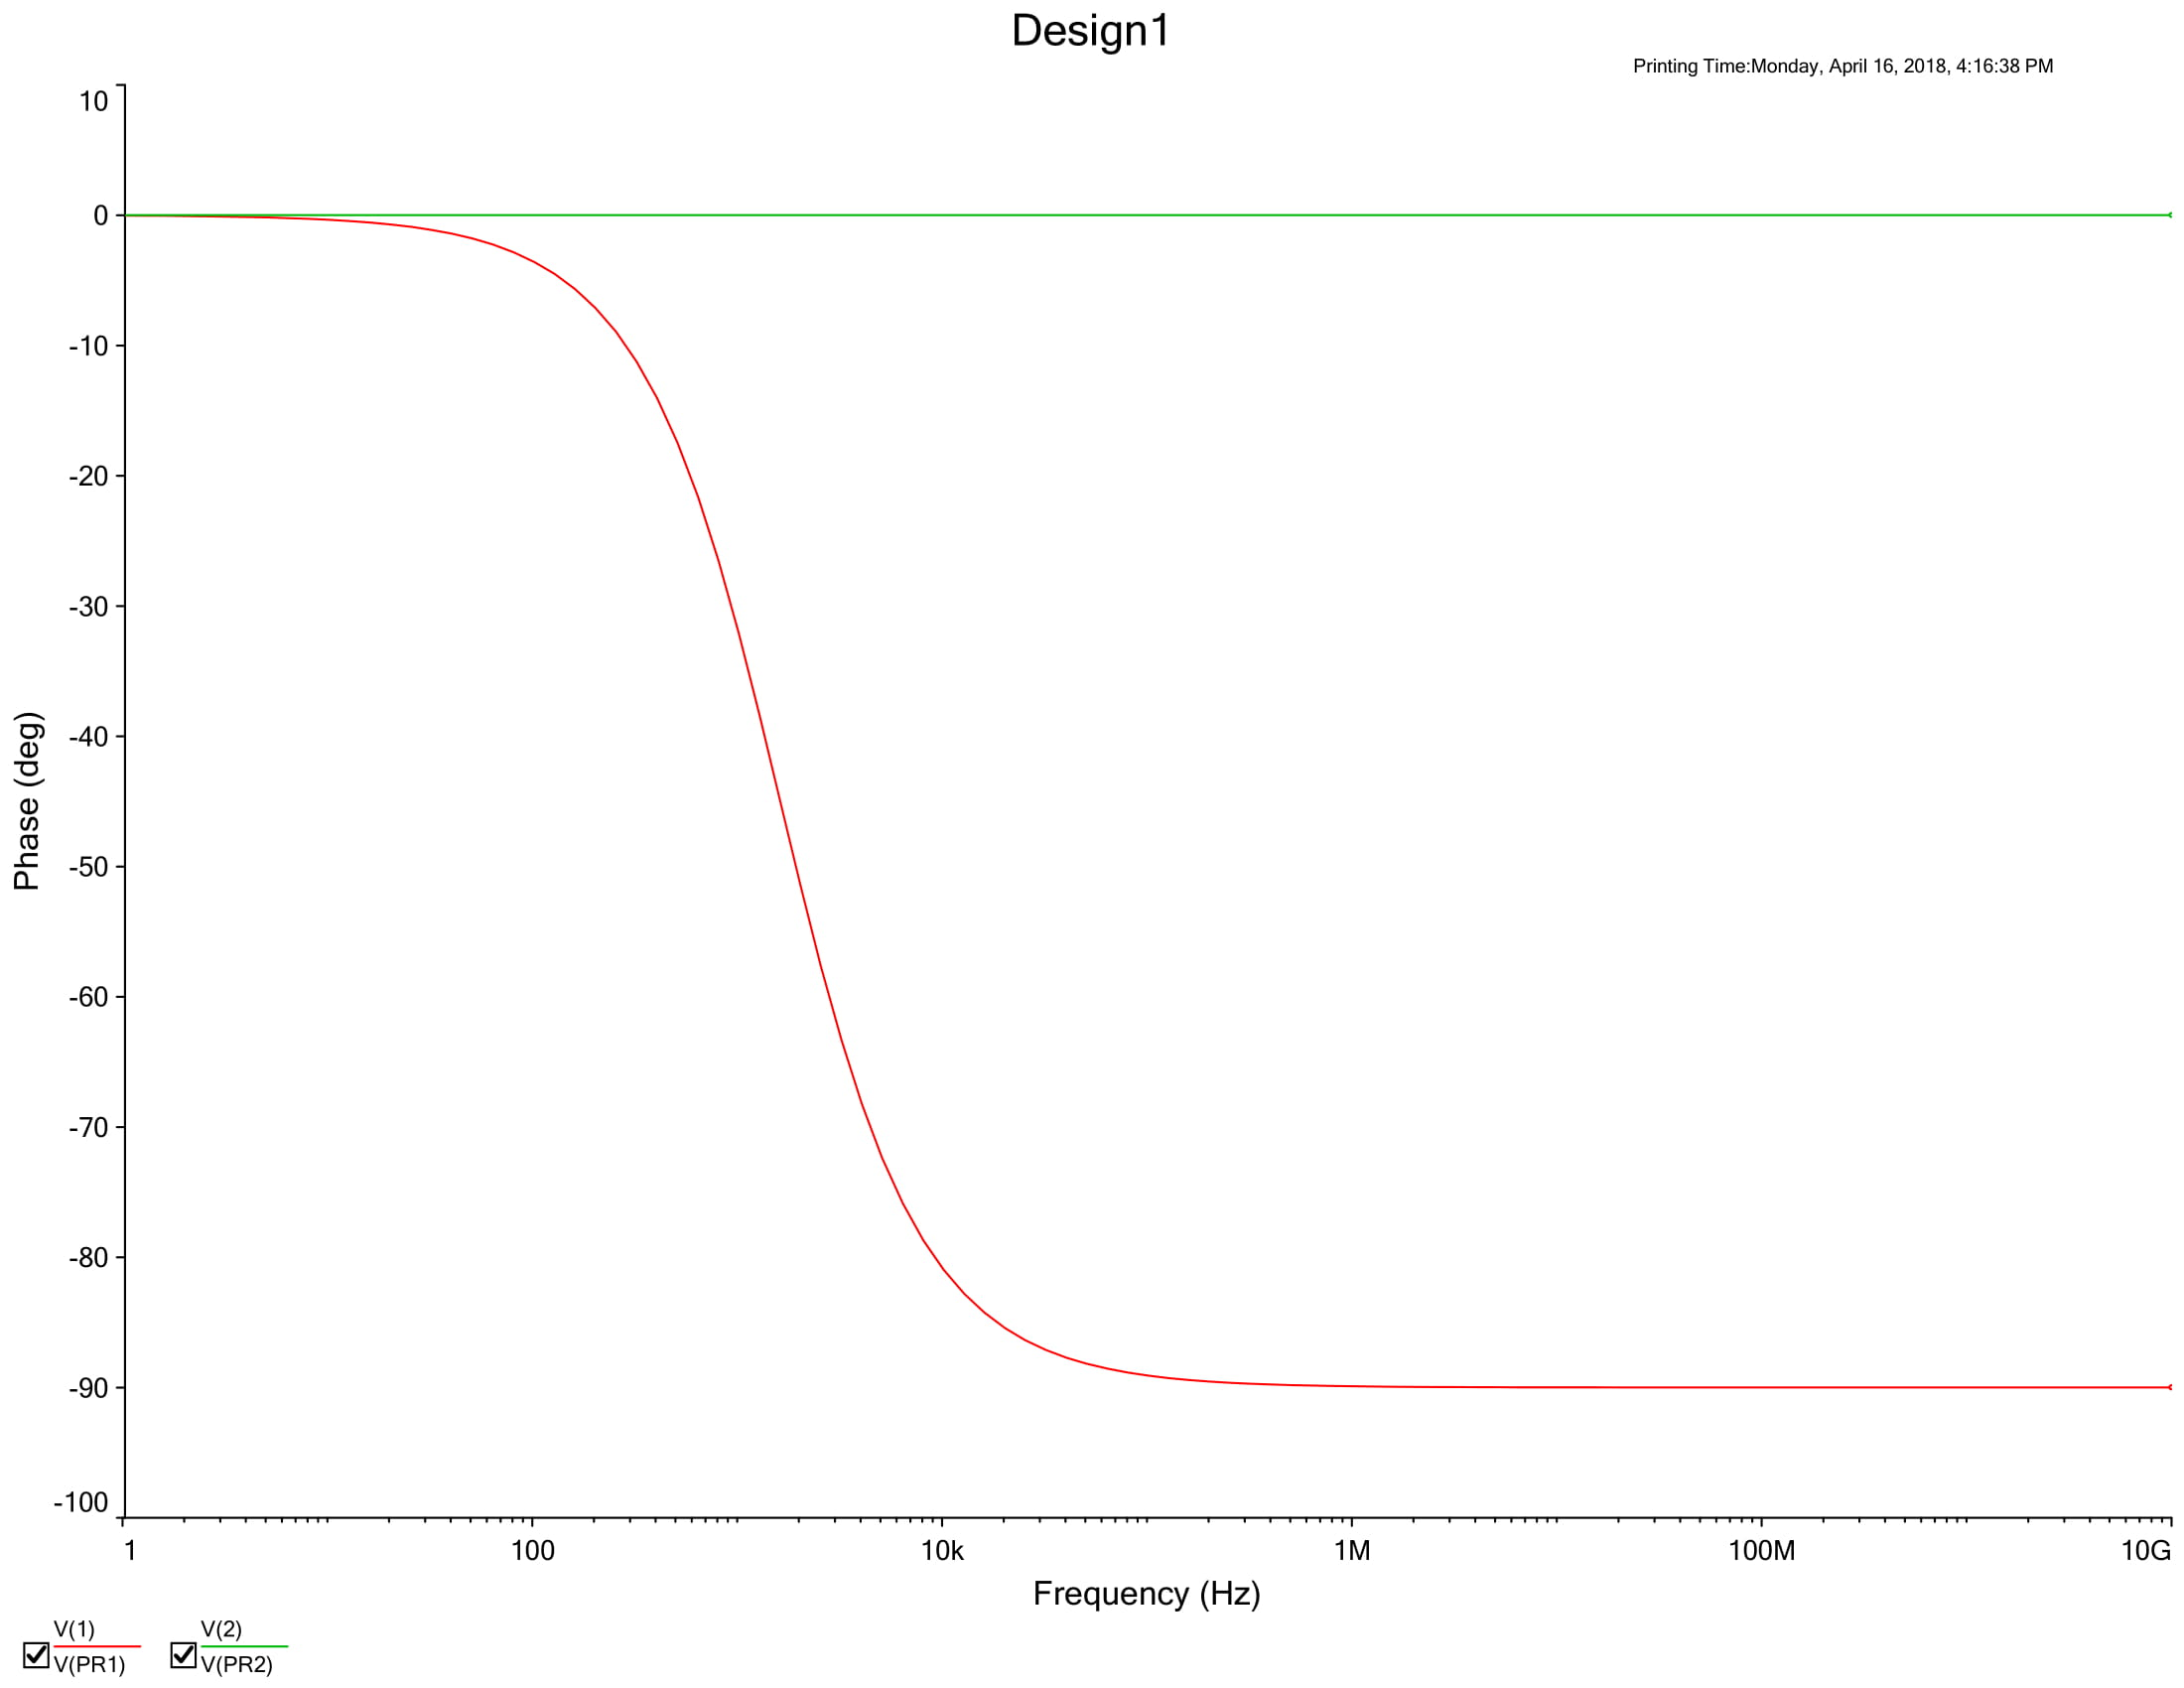 Design1
Printing Time:Monday, April 16, 2018, 4:16:38 PM
10
0
-10
-20
-30
-40
-50
-60
-70
-80
-90
-100
Phase (deg)
1 100 10k 1M 100M 10G
Frequency (Hz)
V(1) V(2)
V(PR1) V(PR2)